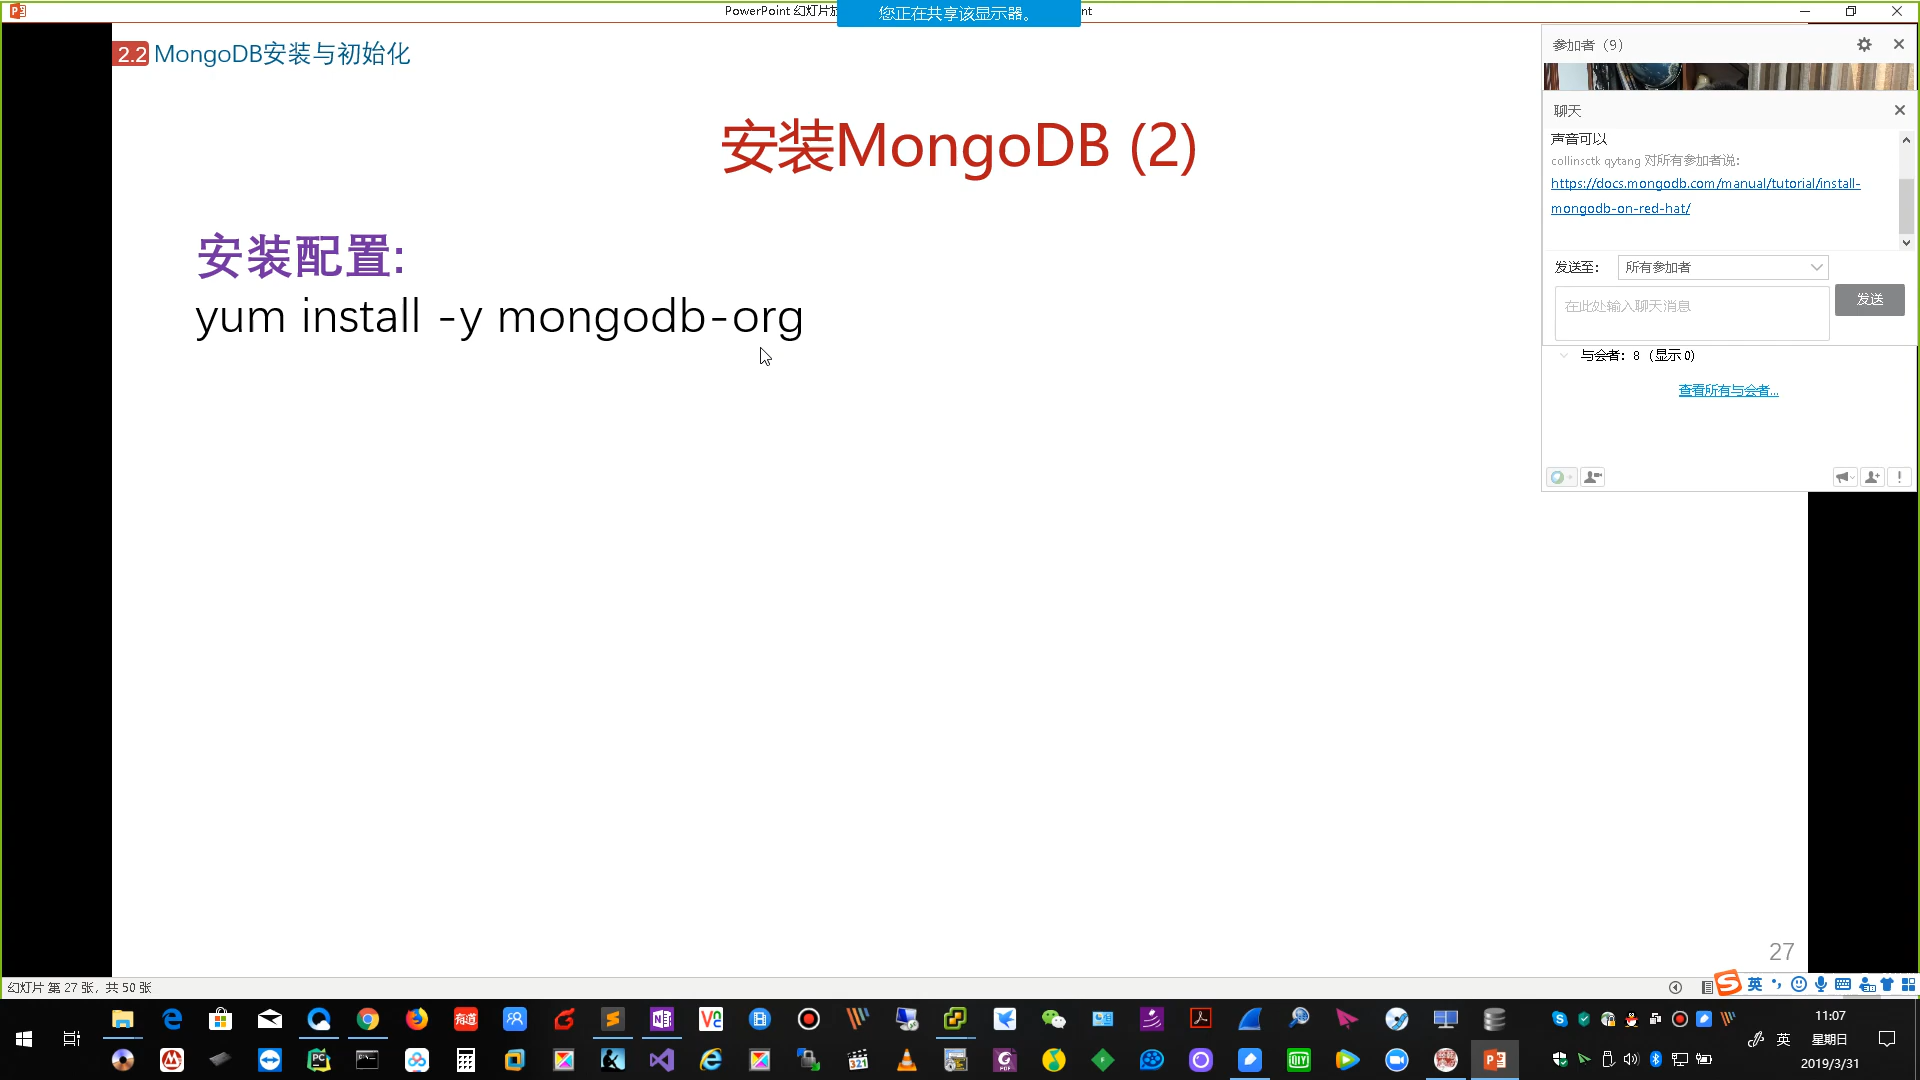 PowerPoint 幻灯片放
您正在共享该显示器。
nt
2.2 MongoDB安装与初始化
安装MongoDB (2)
安装配置:
yum install -y mongodb-org
27
参加者 (9)
聊天
声音可以
collinsctk qytang 对所有参加者说:
https://docs.mongodb.com/manual/tutorial/install-
mongodb-on-red-hat/
发送至:
所有参加者
在此处输入聊天消息
发送
与会者: 8 (显示 0)
查看所有与会者...
幻灯片 第 27 张, 共 50 张
英
11:07
英
星期日
2019/3/31